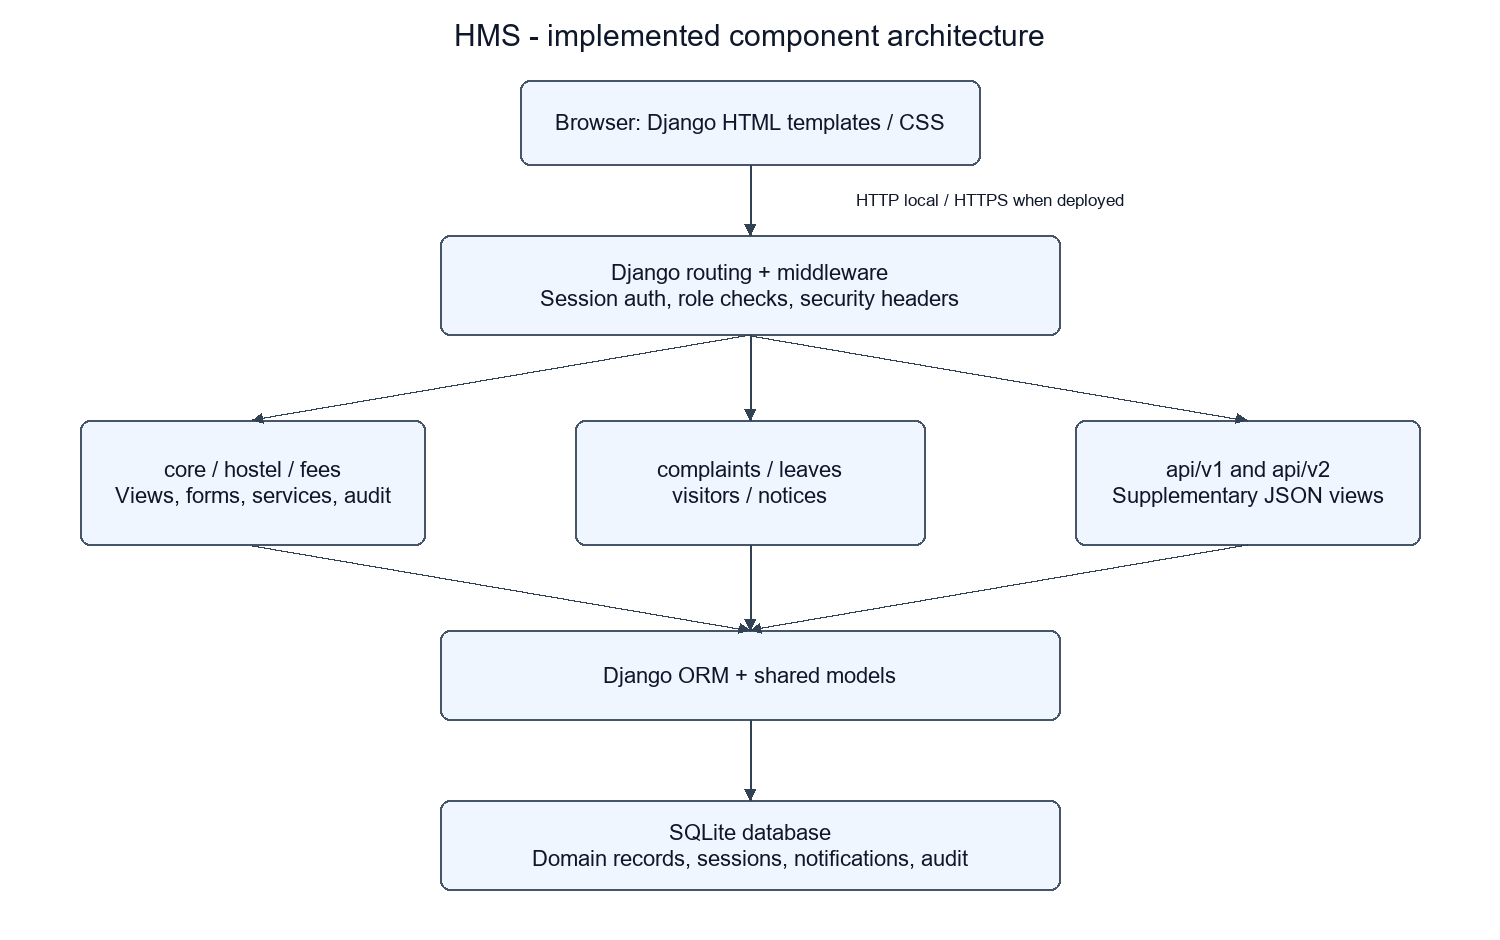 HMS - implemented component architecture
Browser: Django HTML templates / CSS
HTTP local / HTTPS when deployed
Django routing + middleware
Session auth, role checks, security headers
core / hostel / fees
Views, forms, services, audit
complaints / leaves
visitors / notices
api/v1 and api/v2
Supplementary JSON views
Django ORM + shared models
SQLite database
Domain records, sessions, notifications, audit